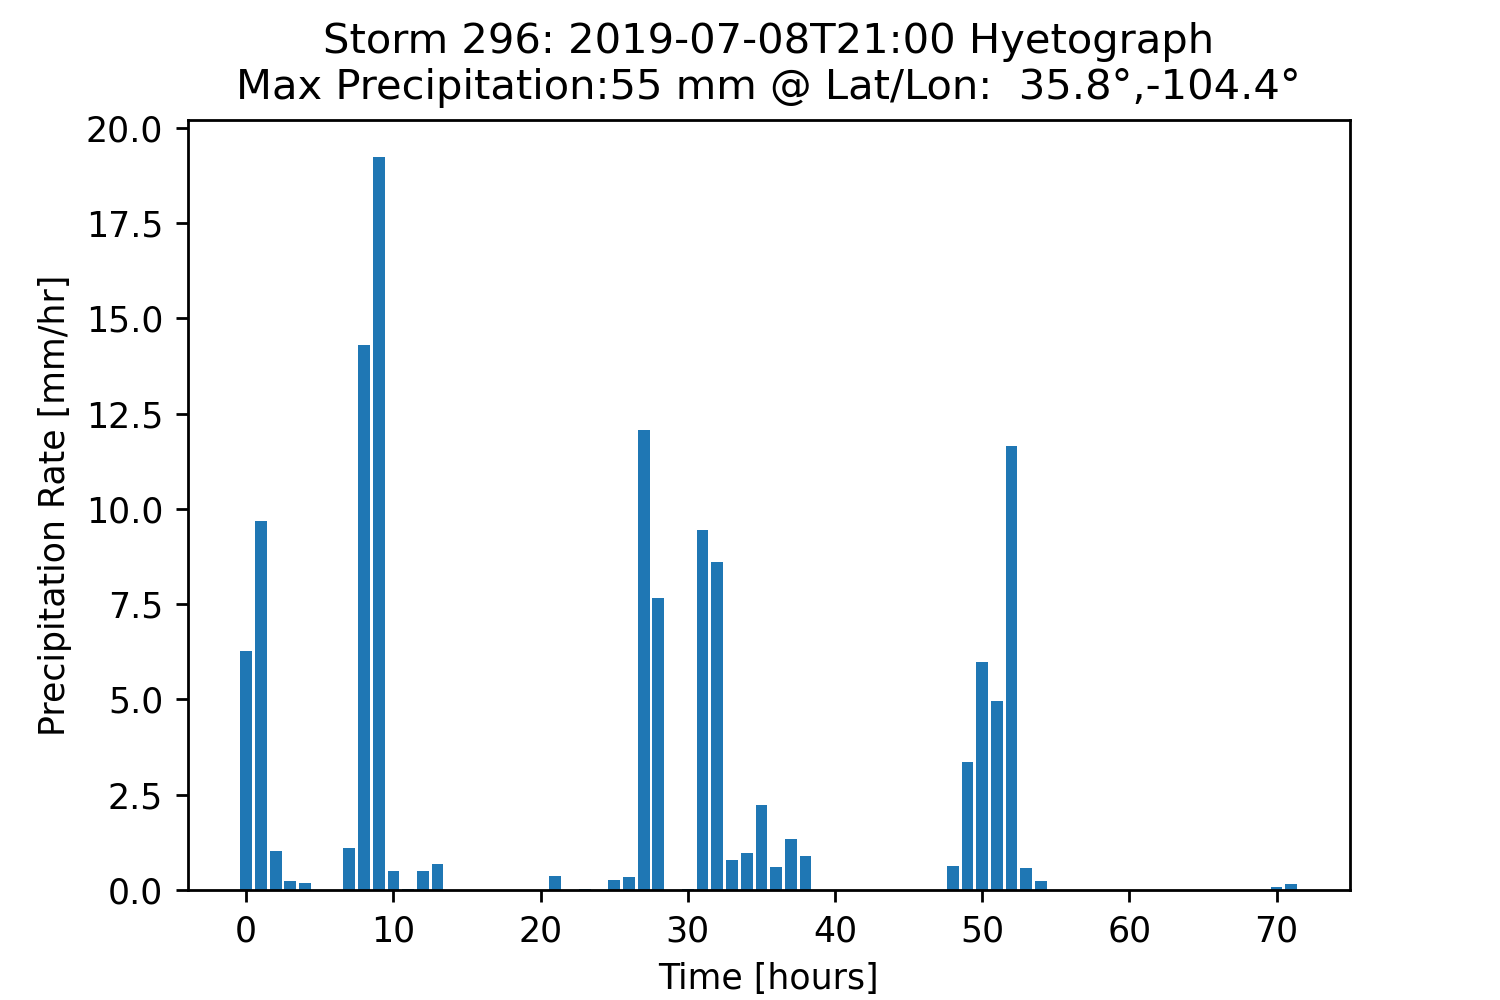 Storm 296: 2019-07-08T21:00 Hyetograph
Max Precipitation:55 mm @ Lat/Lon:  35.8°,-104.4°
20.0
17.5
15.0
12.5
10.0
7.5
5.0
2.5
0.0
Precipitation Rate [mm/hr]
0 10 20 30 40 50 60 70
Time [hours]